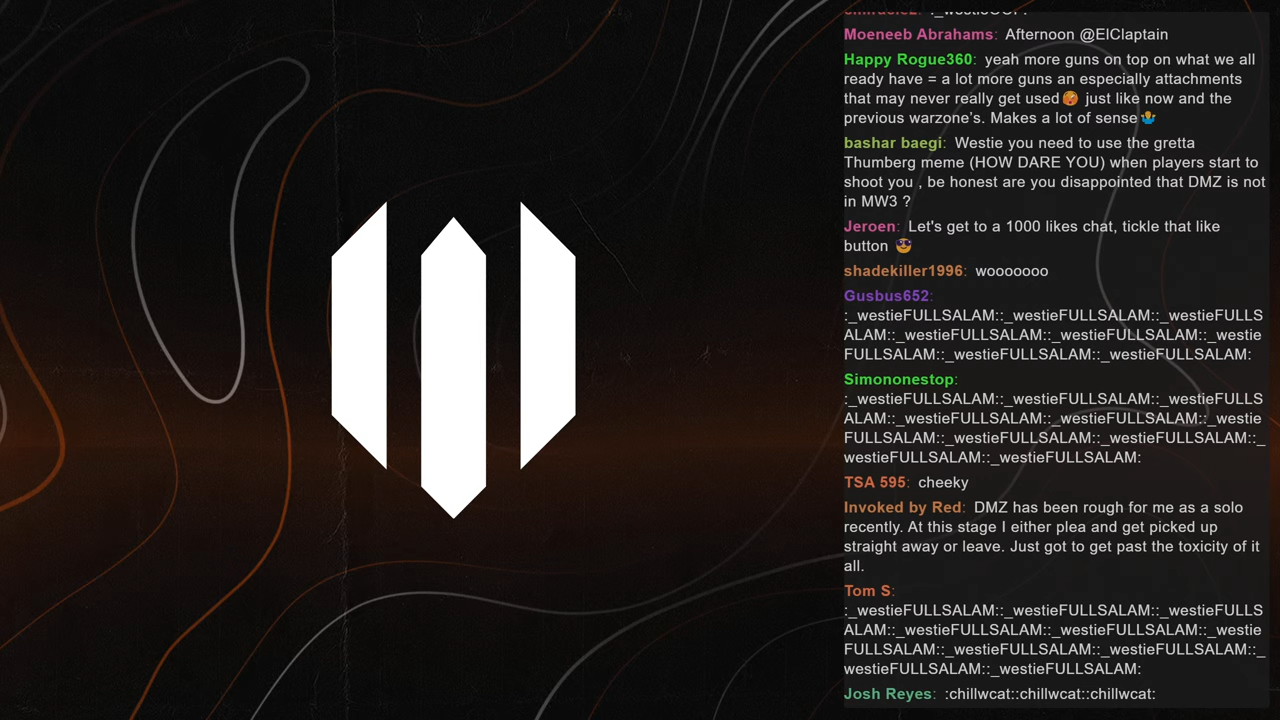 Moeneeb Abrahams: Afternoon @ElClaptain
Happy Rogue360: yeah more guns on top on what we all
ready have = a lot more guns an especially attachments
that may never really get used🥵 just like now and the
previous warzone's. Makes a lot of sense🤷‍♂️
bashar baegi: Westie you need to use the gretta
Thumberg meme (HOW DARE YOU) when players start to
shoot you , be honest are you disappointed that DMZ is not
in MW3 ?
Jeroen: Let's get to a 1000 likes chat, tickle that like
button 😎
shadekiller1996: wooooooo
Gusbus652:
:_westieFULLSALAM::_westieFULLSALAM::_westieFULLS
ALAM::_westieFULLSALAM::_westieFULLSALAM::_westie
FULLSALAM::_westieFULLSALAM::_westieFULLSALAM:
Simononestop:
:_westieFULLSALAM::_westieFULLSALAM::_westieFULLS
ALAM::_westieFULLSALAM::_westieFULLSALAM::_westie
FULLSALAM::_westieFULLSALAM::_westieFULLSALAM::_
westieFULLSALAM::_westieFULLSALAM:
TSA 595: cheeky
Invoked by Red: DMZ has been rough for me as a solo
recently. At this stage I either plea and get picked up
straight away or leave. Just got to get past the toxicity of it
all.
Tom S:
:_westieFULLSALAM::_westieFULLSALAM::_westieFULLS
ALAM::_westieFULLSALAM::_westieFULLSALAM::_westie
FULLSALAM::_westieFULLSALAM::_westieFULLSALAM::_
westieFULLSALAM::_westieFULLSALAM:
Josh Reyes: :chillwcat::chillwcat::chillwcat: